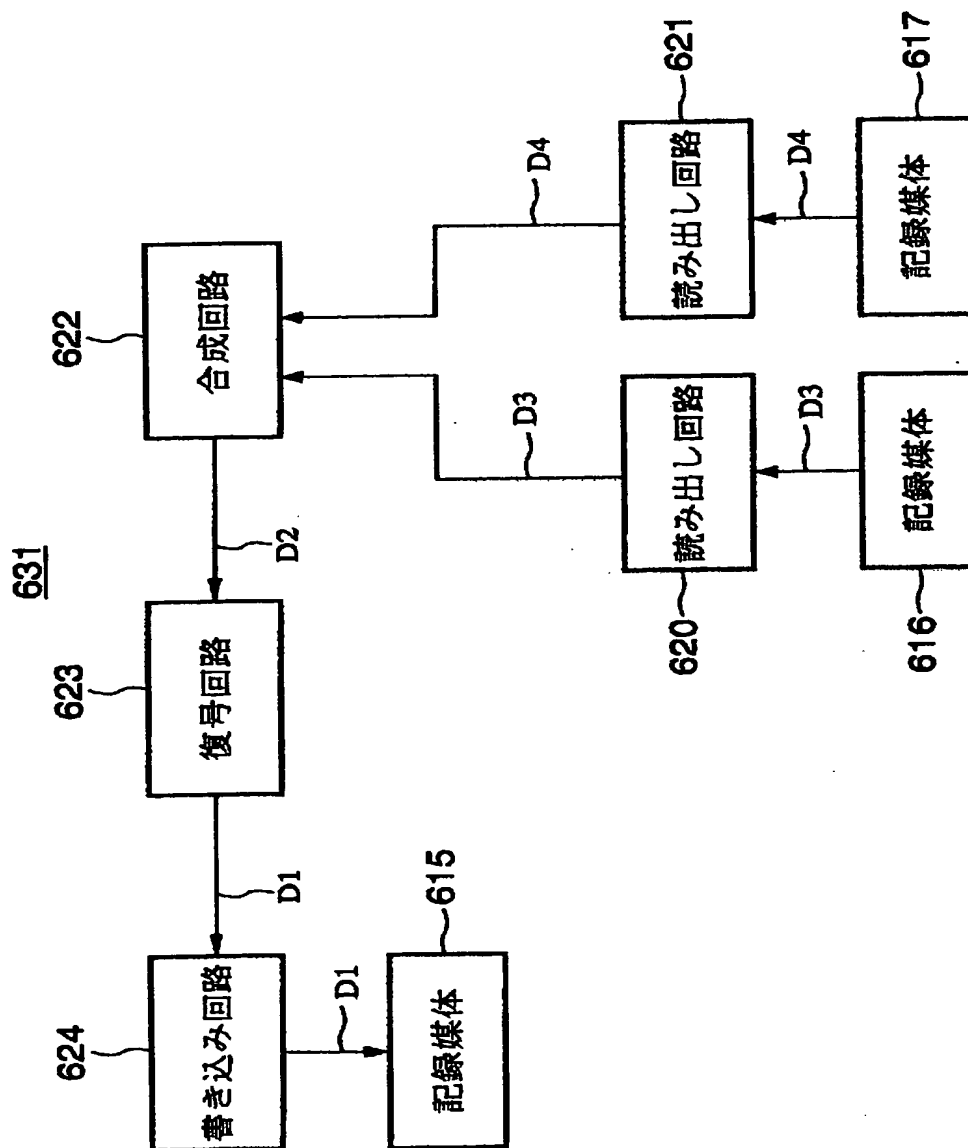 631
622
合成回路
D2
623
復号回路
D1
624
書き込み回路
D1
615
記録媒体
D4
621
読み出し回路
D4
617
記録媒体
D3
620
読み出し回路
D3
616
記録媒体